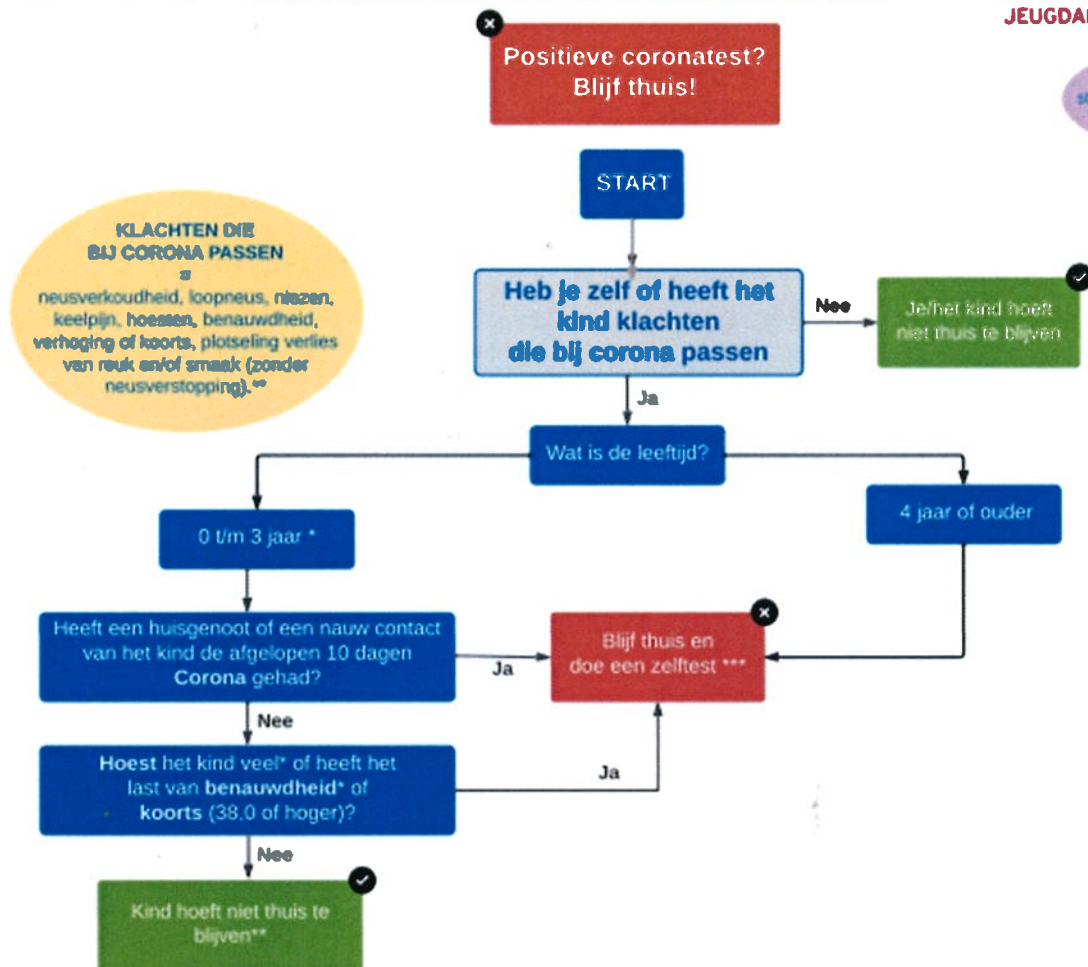 JEUGDA
Positieve coronatest?
Blijf thuis!
START
KLACHTEN DIE
BIJ CORONA PASSEN
=
neusverkoudheid, loopneus, niezen,
keelpijn, hoesten, benauwdheid,
verhoging of koorts, plotseling verlies
van reuk en/of smaak (zonder
neusverstopping).**
Heb je zelf of heeft het
kind klachten
die bij corona passen
Nee
Je/het kind hoeft
niet thuis te blijven
Ja
Wat is de leeftijd?
0 t/m 3 jaar *
4 jaar of ouder
Heeft een huisgenoot of een nauw contact
van het kind de afgelopen 10 dagen
Corona gehad?
Ja
Blijf thuis en
doe een zelftest ***
Nee
Hoest het kind veel* of heeft het
last van benauwdheid* of
koorts (38,0 of hoger)?
Ja
Nee
Kind hoeft niet thuis te
blijven**